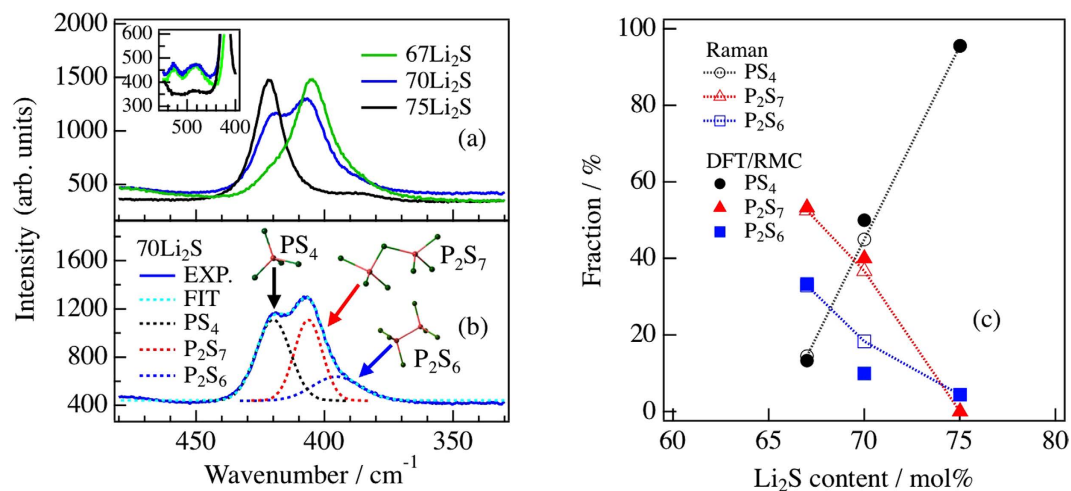 2000
1500
1000
500
Intensity (arb. units)
600
500
400
300
500
400
67Li₂S
70Li₂S
75Li₂S
(a)
70Li₂S
EXP.
FIT
PS₄
P₂S₇
P₂S₆
PS₄
P₂S₇
P₂S₆
(b)
1600
1200
800
400
450
400
350
Wavenumber / cm⁻¹
100
80
60
40
20
0
Fraction / %
Raman
PS₄
P₂S₇
P₂S₆
DFT/RMC
PS₄
P₂S₇
P₂S₆
(c)
60
65
70
75
80
Li₂S content / mol%